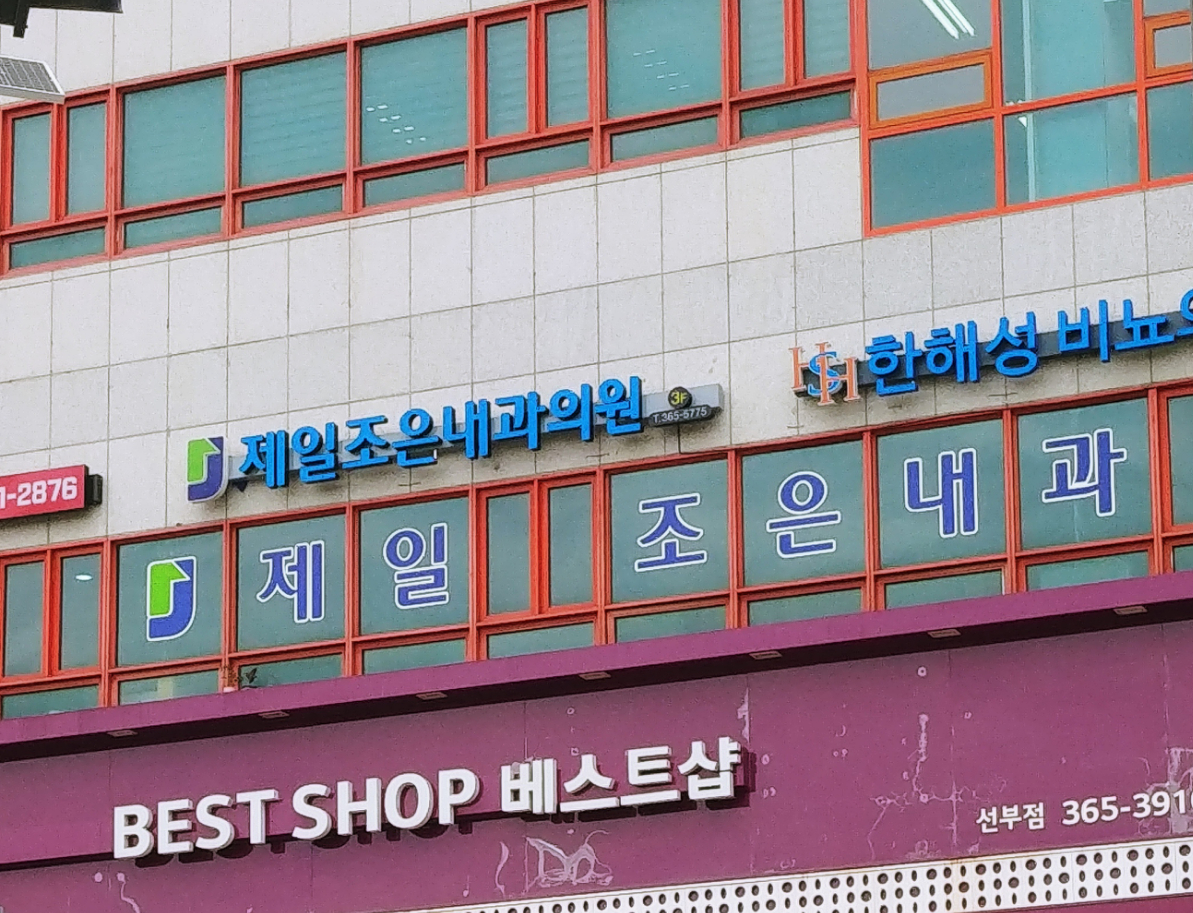 HSH 한해성 비뇨
제일조은내과의원 3F
T.365-5775
1-2876
제일 조은내과
BEST SHOP 베스트샵
선부점 365-391